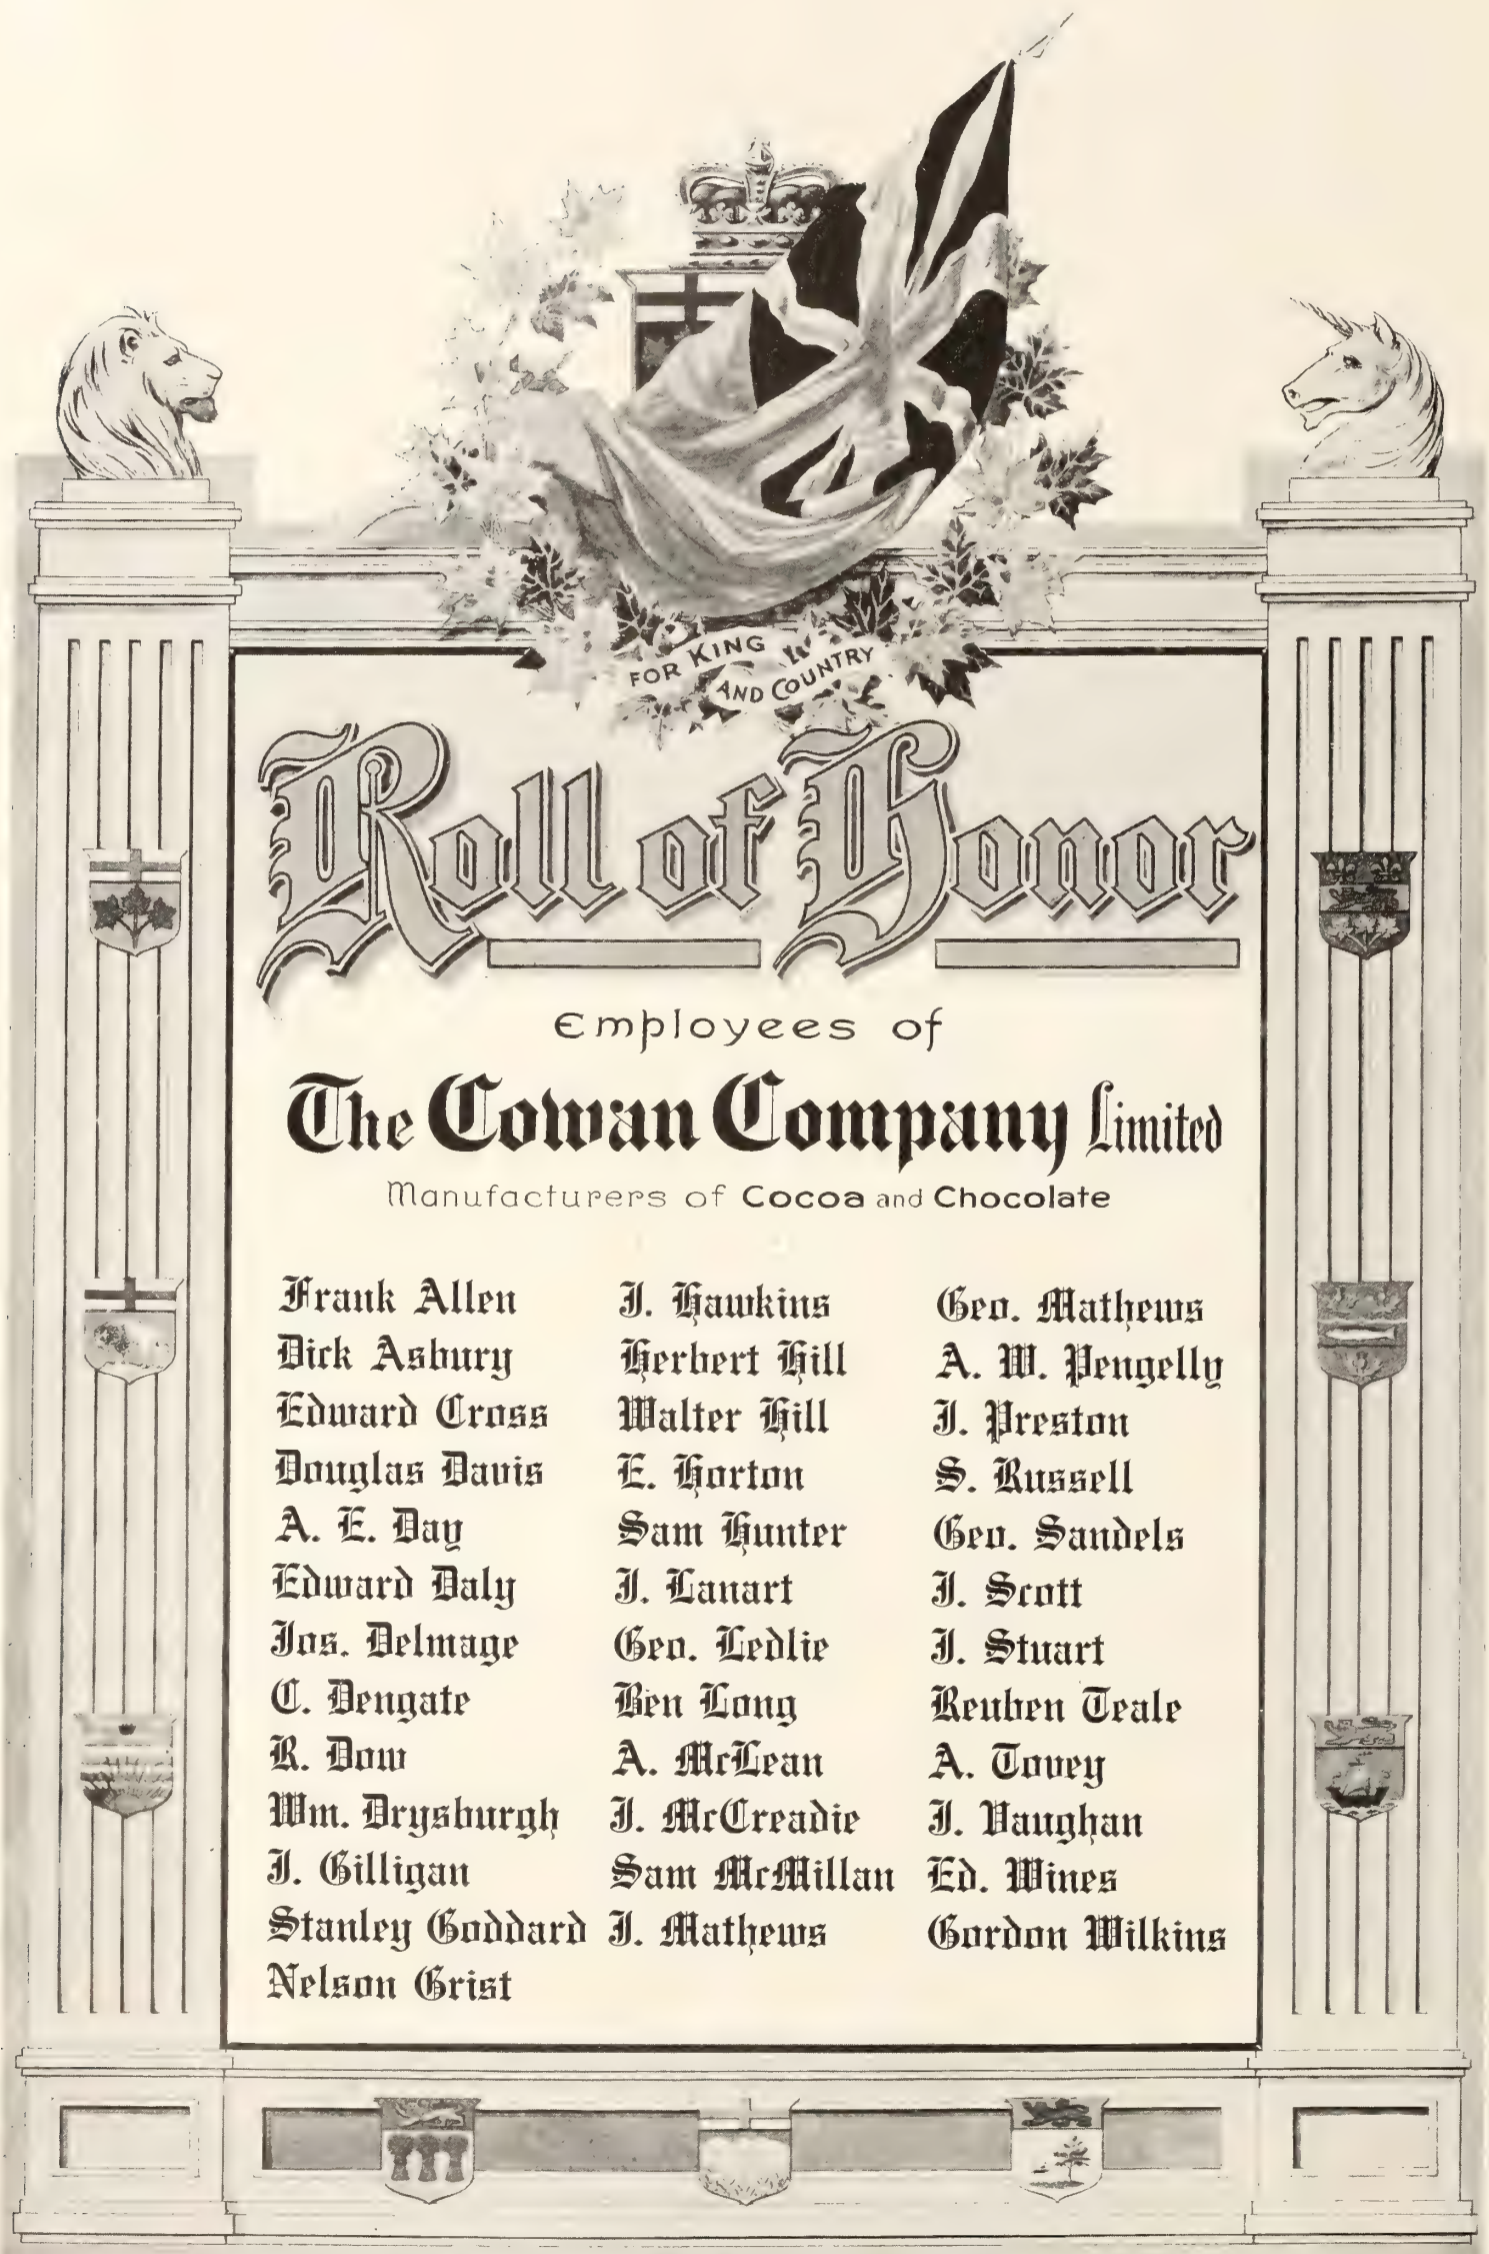 FOR KING
AND COUNTRY
Roll of Honor
Employees of
The Cowan Company Limited
Manufacturers of Cocoa and Chocolate
Frank Allen
Dick Asbury
Edward Cross
Douglas Davis
A. E. Day
Edward Daly
Jos. Delmage
C. Dengate
R. Dow
Wm. Drysburgh
J. Gilligan
Stanley Goddard
Nelson Grist
J. Hawkins
Herbert Hill
Walter Hill
E. Horton
Sam Hunter
J. Lanart
Geo. Ledlie
Ben Long
A. McLean
J. McCreadie
Sam McMillan
J. Mathews
Geo. Mathews
A. W. Pengelly
J. Preston
S. Russell
Geo. Sandels
J. Scott
J. Stuart
Reuben Teale
A. Tovey
J. Vaughan
Ed. Wines
Gordon Wilkins